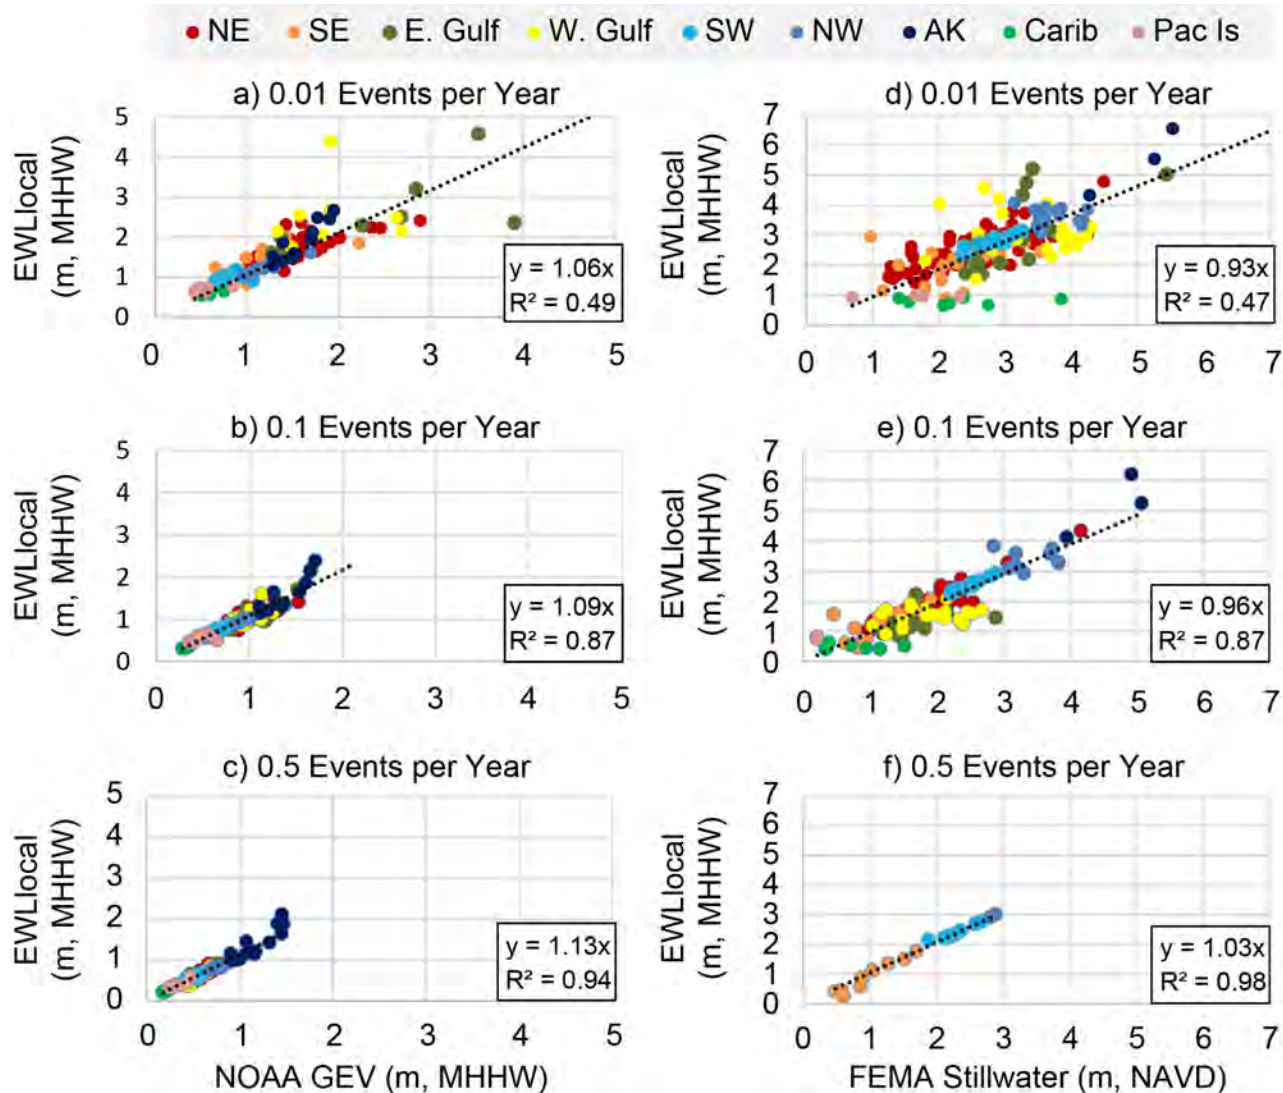 NE SE E. Gulf W. Gulf SW NW AK Carib Pac Is
a) 0.01 Events per Year
EWLlocal
(m, MHHW)
5
4
3
2
1
0
y = 1.06x
R² = 0.49
0 1 2 3 4 5
d) 0.01 Events per Year
EWLlocal
(m, MHHW)
7
6
5
4
3
2
1
0
y = 0.93x
R² = 0.47
0 1 2 3 4 5 6 7
b) 0.1 Events per Year
EWLlocal
(m, MHHW)
5
4
3
2
1
0
y = 1.09x
R² = 0.87
0 1 2 3 4 5
e) 0.1 Events per Year
EWLlocal
(m, MHHW)
7
6
5
4
3
2
1
0
y = 0.96x
R² = 0.87
0 1 2 3 4 5 6 7
c) 0.5 Events per Year
EWLlocal
(m, MHHW)
5
4
3
2
1
0
y = 1.13x
R² = 0.94
0 1 2 3 4 5
NOAA GEV (m, MHHW)
f) 0.5 Events per Year
EWLlocal
(m, MHHW)
7
6
5
4
3
2
1
0
y = 1.03x
R² = 0.98
0 1 2 3 4 5 6 7
FEMA Stillwater (m, NAVD)